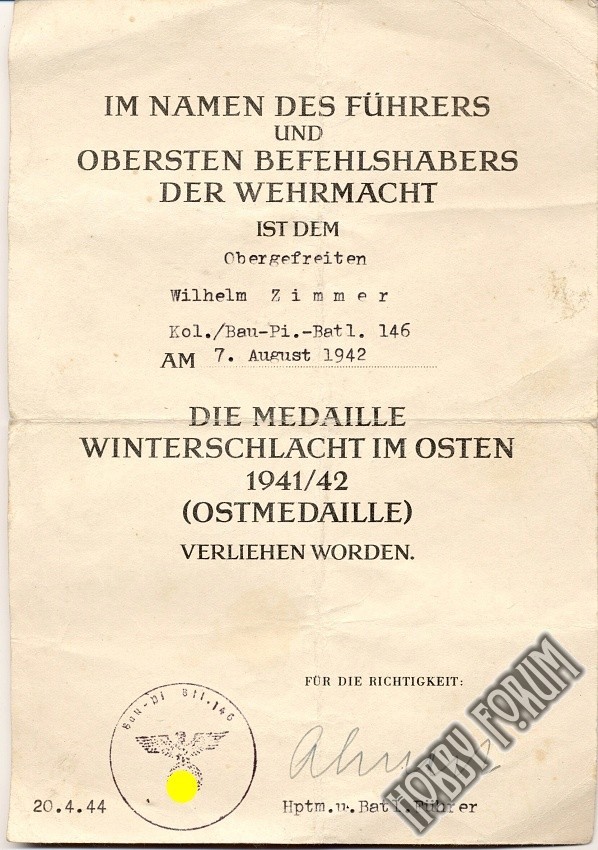 IM NAMEN DES FÜHRERS
UND
OBERSTEN BEFEHLSHABERS
DER WEHRMACHT
IST DEM
Obergefreiten
Wilhelm Z i m m e r
Kol./Bau-Pi.-Batl. 146
AM 7. August 1942
DIE MEDAILLE
WINTERSCHLACHT IM OSTEN
1941/42
(OSTMEDAILLE)
VERLIEHEN WORDEN.
FÜR DIE RICHTIGKEIT:
Bau-Pi Btl.146
20.4.44
Hptm.u.Batl.Führer
HOBBY FORUM